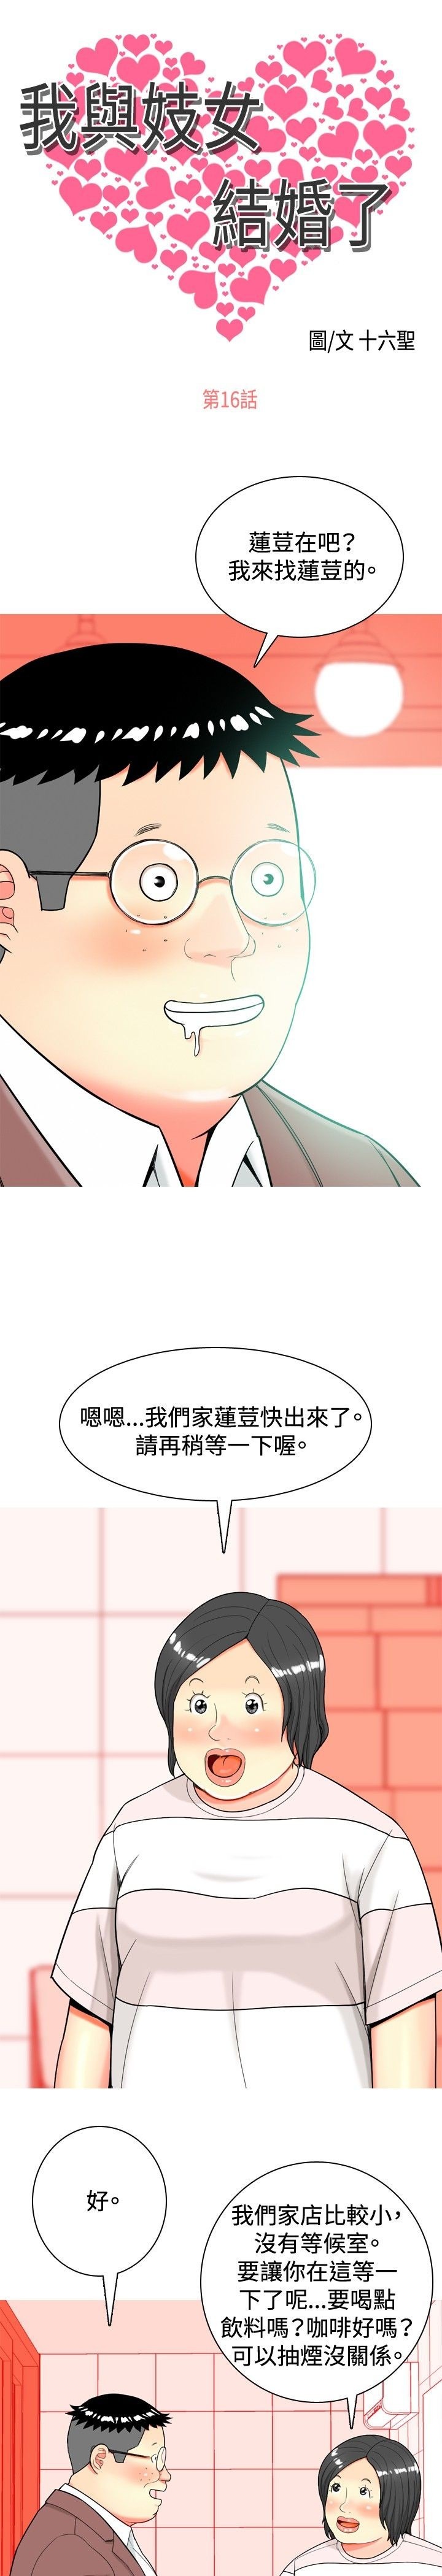 我與妓女
結婚了
圖/文 十六聖
第16話
蓮荳在吧?
我來找蓮荳的。
嗯嗯...我們家蓮荳快出來了。
請再稍等一下喔。
好。
我們家店比較小,
沒有等候室。
要讓你在這等一
下了呢...要喝點
飲料嗎?咖啡好嗎?
可以抽煙沒關係。